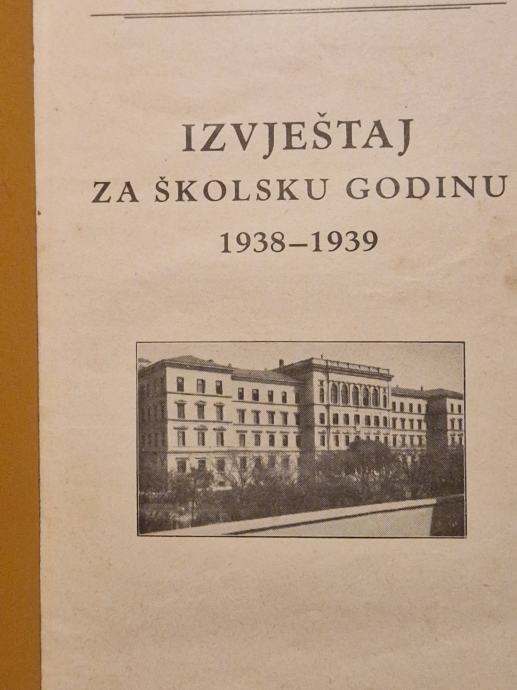 IZVJEŠTAJ
ZA ŠKOLSKU GODINU
1938–1939